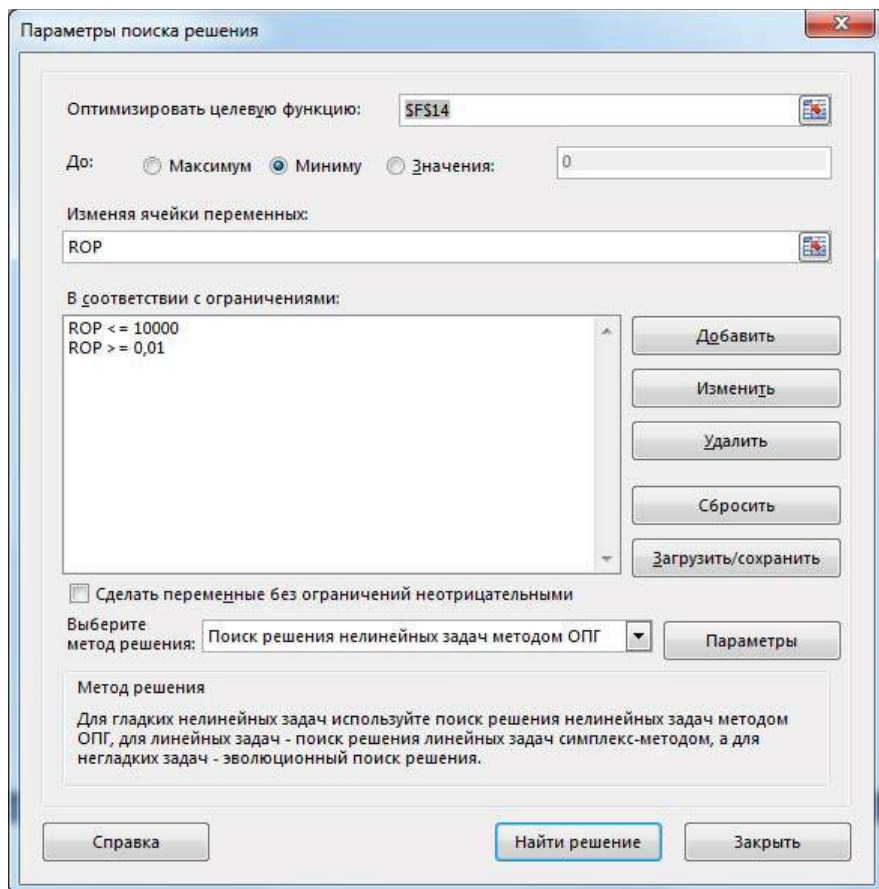 Параметры поиска решения
Оптимизировать целевую функцию:
$F$14
До:
Максимум
Миниму
Значения:
0
Изменяя ячейки переменных:
ROP
В соответствии с ограничениями:
ROP <= 10000
ROP >= 0,01
Добавить
Изменить
Удалить
Сбросить
Загрузить/сохранить
Сделать переменные без ограничений неотрицательными
Выберите
метод решения:
Поиск решения нелинейных задач методом ОПГ
Параметры
Метод решения
Для гладких нелинейных задач используйте поиск решения нелинейных задач методом
ОПГ, для линейных задач - поиск решения линейных задач симплекс-методом, а для
негладких задач - эволюционный поиск решения.
Справка
Найти решение
Закрыть